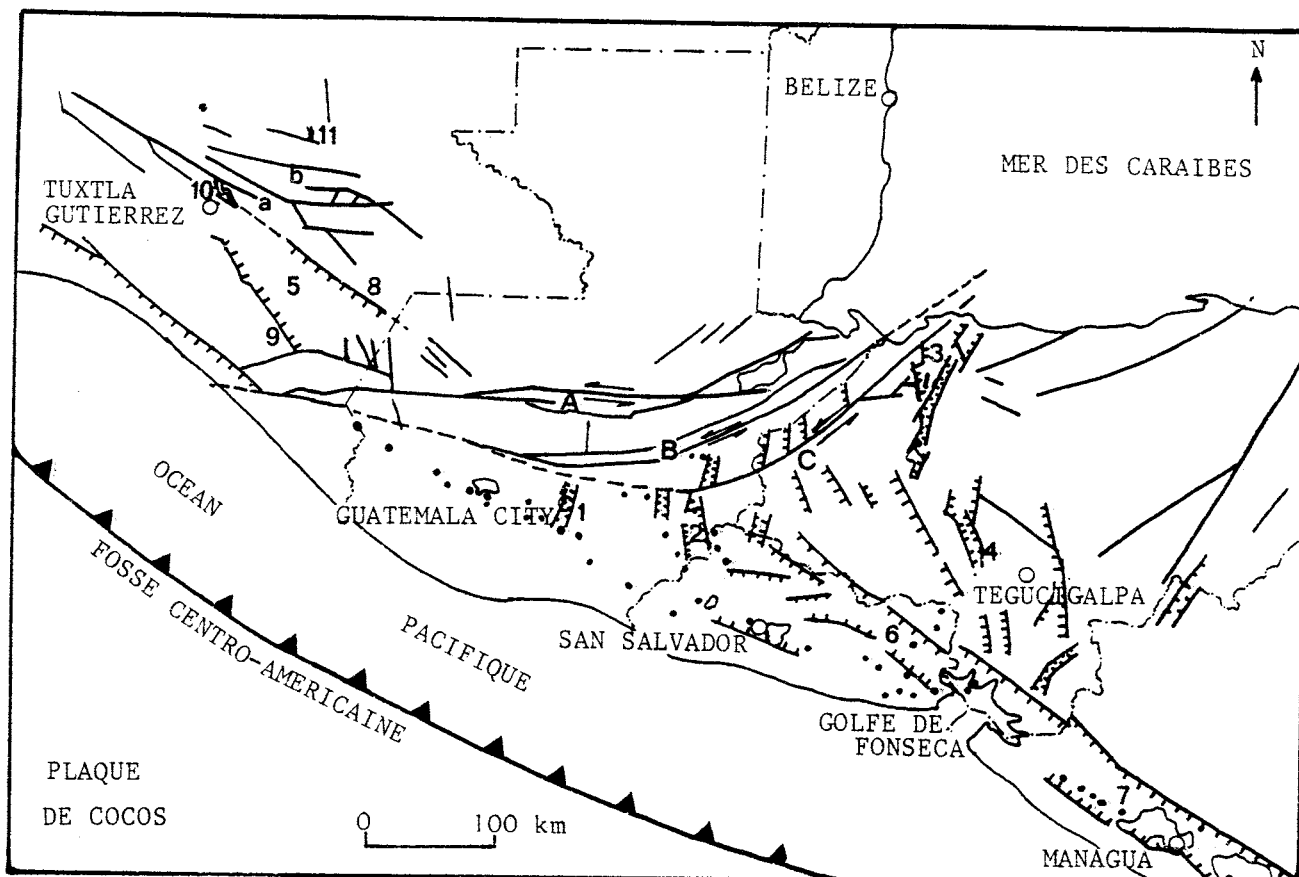 N
BELIZE
MER DES CARAIBES
11
b
TUXTLA
GUTIERREZ
10
a
5
8
9
3
A
B
C
OCEAN
GUATEMALA CITY
1
2
4
TEGUCIGALPA
FOSSE CENTRO-AMERICAINE
PACIFIQUE
SAN SALVADOR
6
GOLFE DE
FONSECA
PLAQUE
DE COCOS
0 100 km
7
MANAGUA